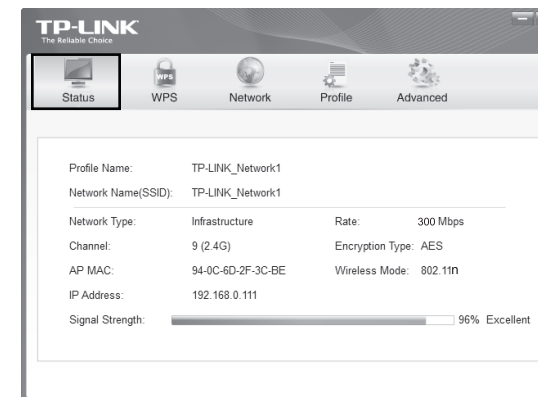 TP-LINK
The Reliable Choice
WPS
Status WPS Network Profile Advanced
Profile Name: TP-LINK_Network1
Network Name(SSID): TP-LINK_Network1
Network Type: Infrastructure Rate: 300 Mbps
Channel: 9 (2.4G) Encryption Type: AES
AP MAC: 94-0C-6D-2F-3C-BE Wireless Mode: 802.11n
IP Address: 192.168.0.111
Signal Strength: 96% Excellent